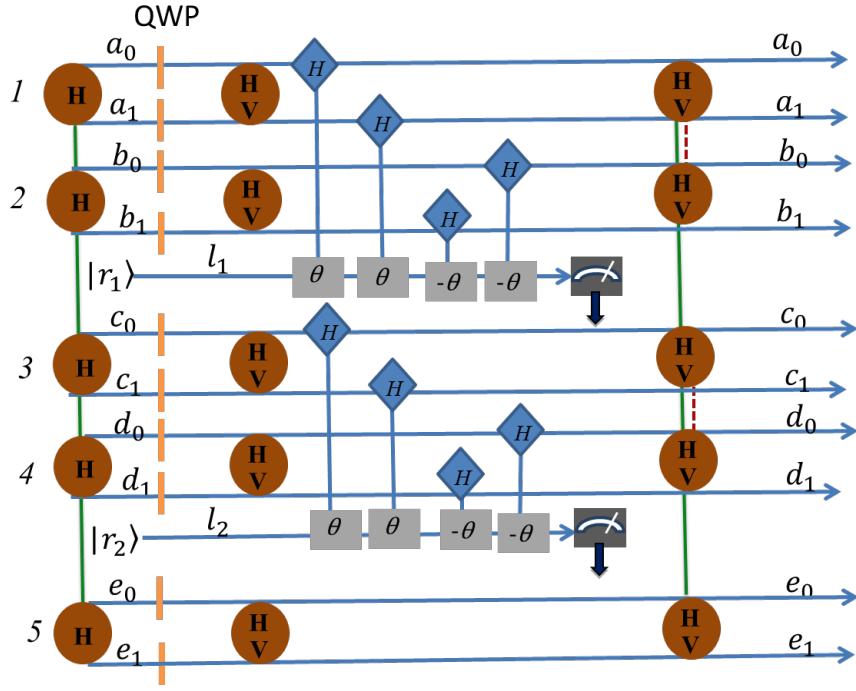 QWP
a₀ a₀
1 H H V H H V
a₁ H a₁
b₀ H b₀
2 H H V H H V
b₁ b₁
|r₁⟩ l₁ θ θ -θ -θ
c₀ H c₀
3 H H V H H V
c₁ c₁
d₀ H d₀
4 H H V H H V
d₁ d₁
|r₂⟩ l₂ θ θ -θ -θ
e₀ e₀
5 H H V H V
e₁ e₁